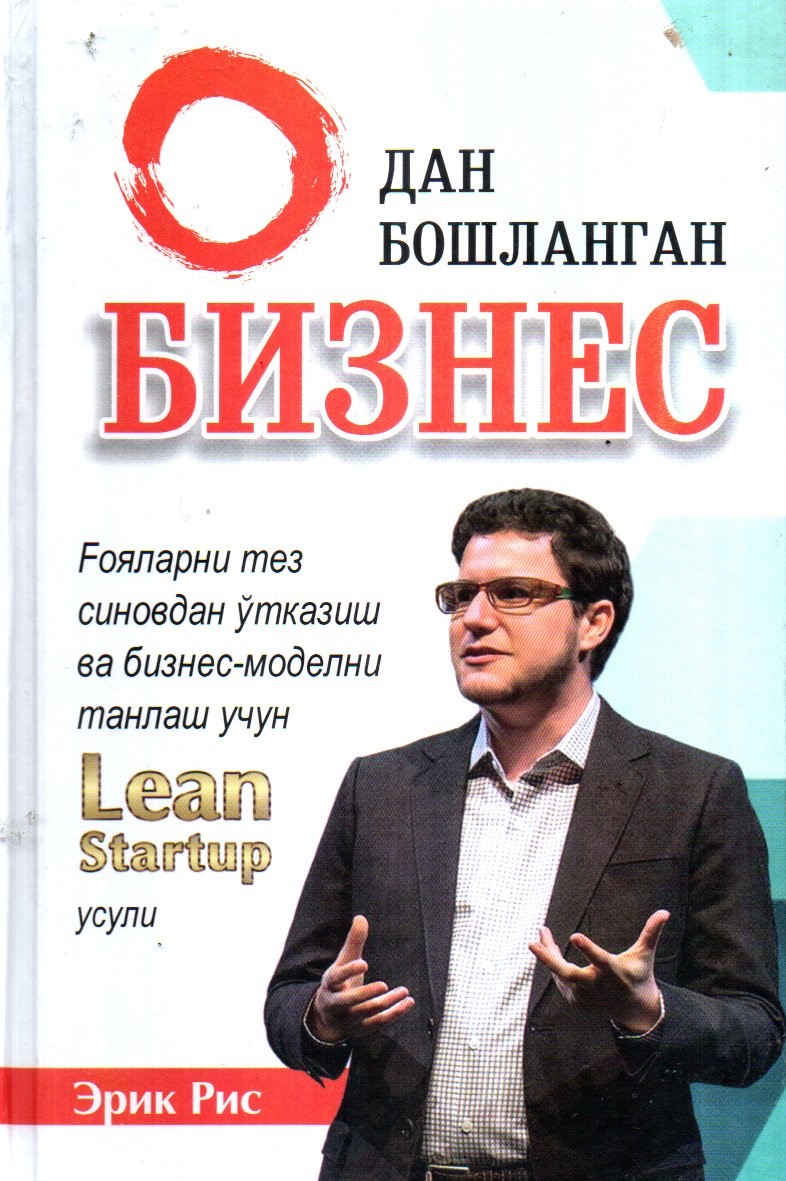 0 ДАН
БОШЛАНГАН
БИЗНЕС
Ғояларни тез
синовдан ўтказиш
ва бизнес-моделни
танлаш учун
Lean
Startup
усули
Эрик Рис